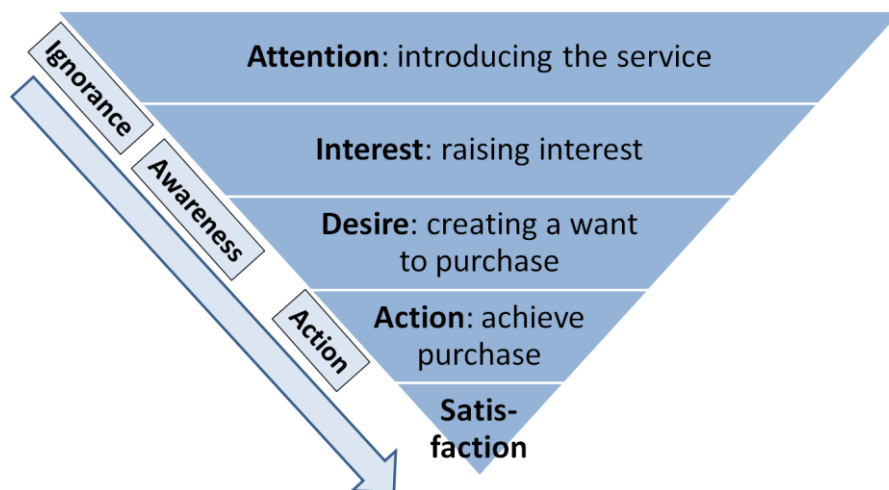 Attention: introducing the service
Ignorance
Interest: raising interest
Awareness
Desire: creating a want
to purchase
Action
Action: achieve
purchase
Satis-
faction